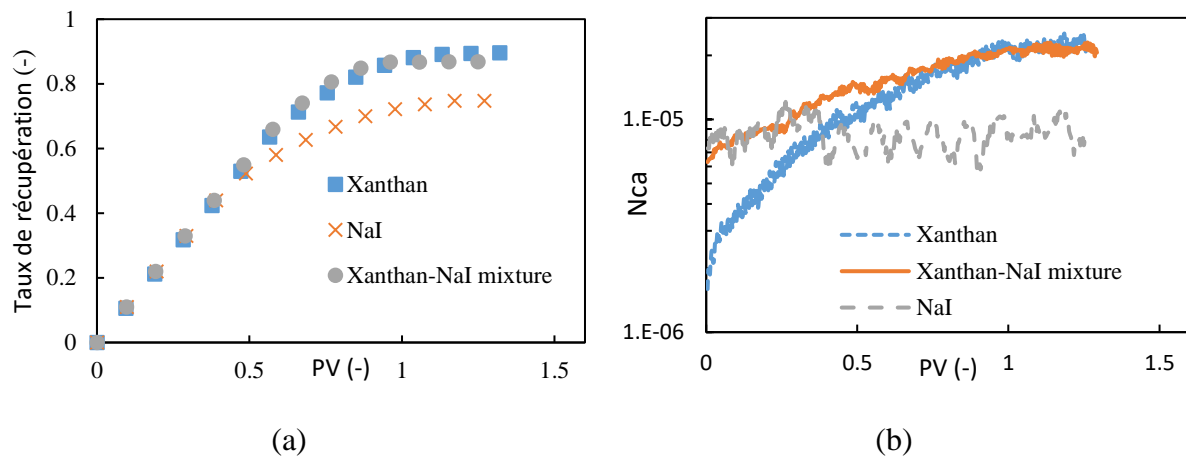 1
0.8
0.6
0.4
0.2
0
Taux de récupération (-)
Xanthan
NaI
Xanthan-NaI mixture
0
0.5
1
1.5
PV (-)
(a)
1.E-05
1.E-06
Nca
Xanthan
Xanthan-NaI mixture
NaI
0
0.5
1
1.5
PV (-)
(b)